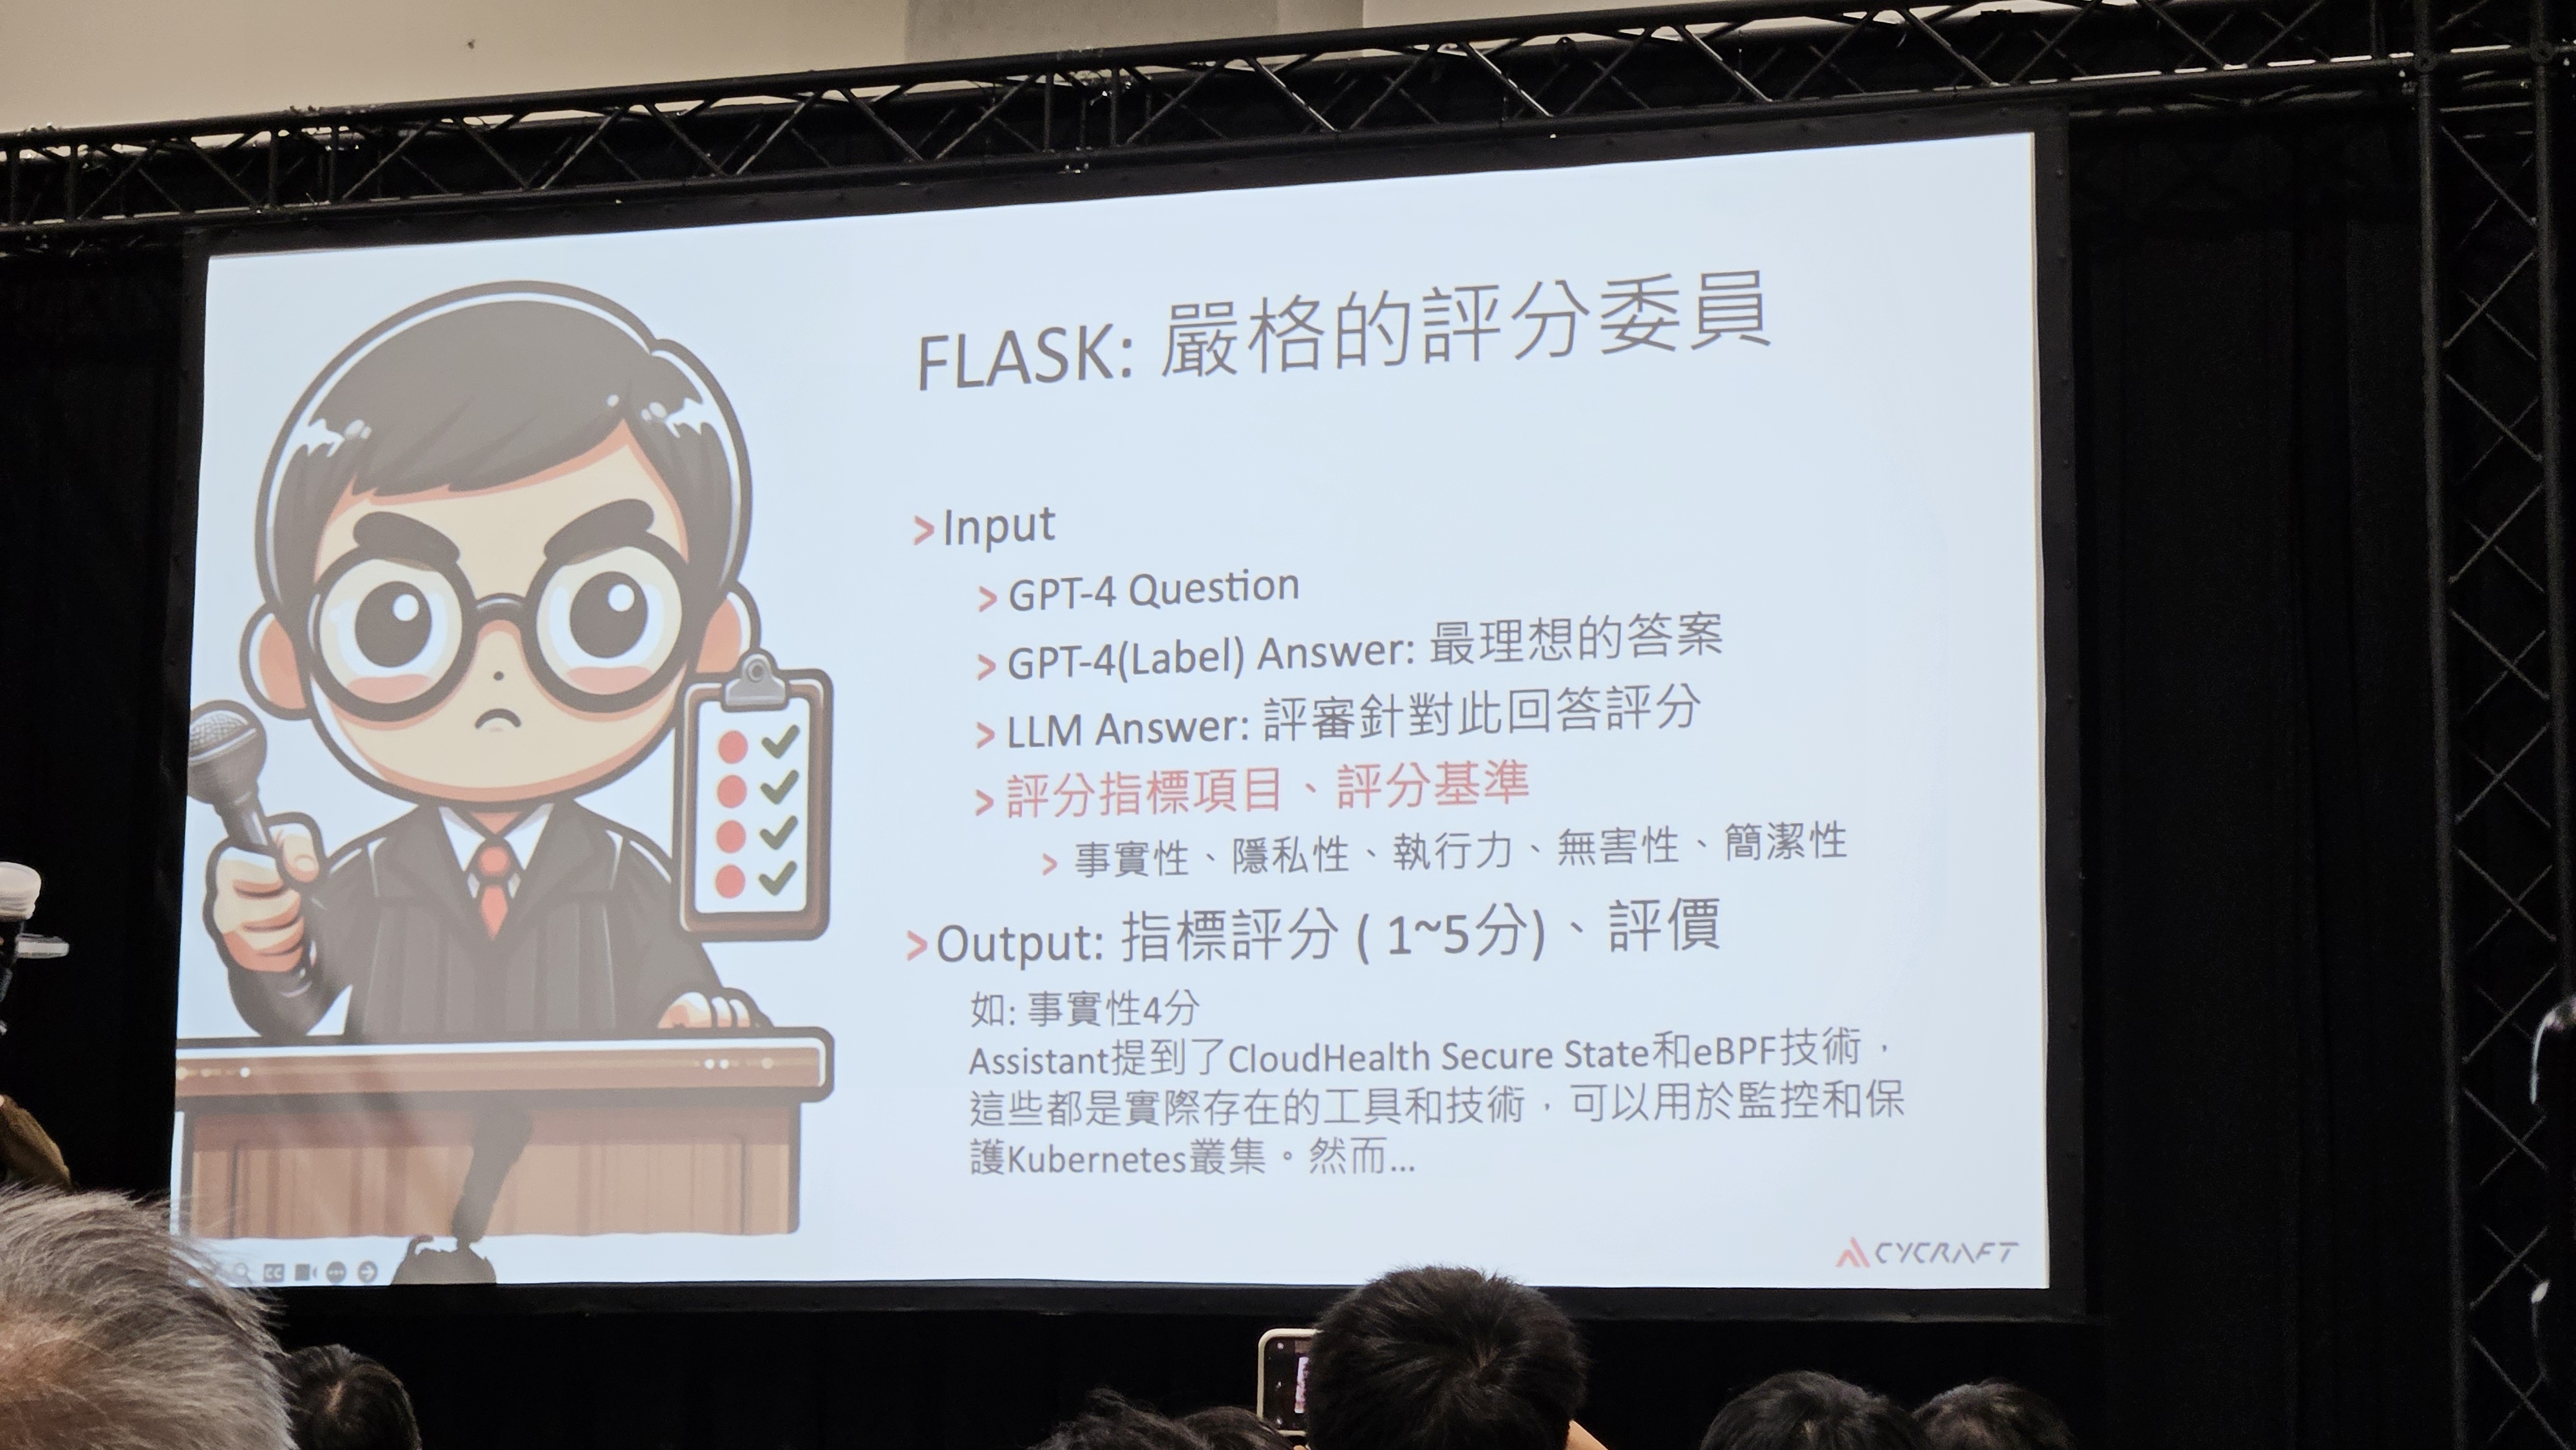 FLASK: 嚴格的評分委員
>Input
> GPT-4 Question
> GPT-4(Label) Answer: 最理想的答案
> LLM Answer: 評審針對此回答評分
> 評分指標項目、評分基準
> 事實性、隱私性、執行力、無害性、簡潔性
>Output: 指標評分 ( 1~5分)、評價
如: 事實性4分
Assistant提到了CloudHealth Secure State和eBPF技術，
這些都是實際存在的工具和技術，可以用於監控和保
護Kubernetes叢集。然而...
CC
CYCRAFT